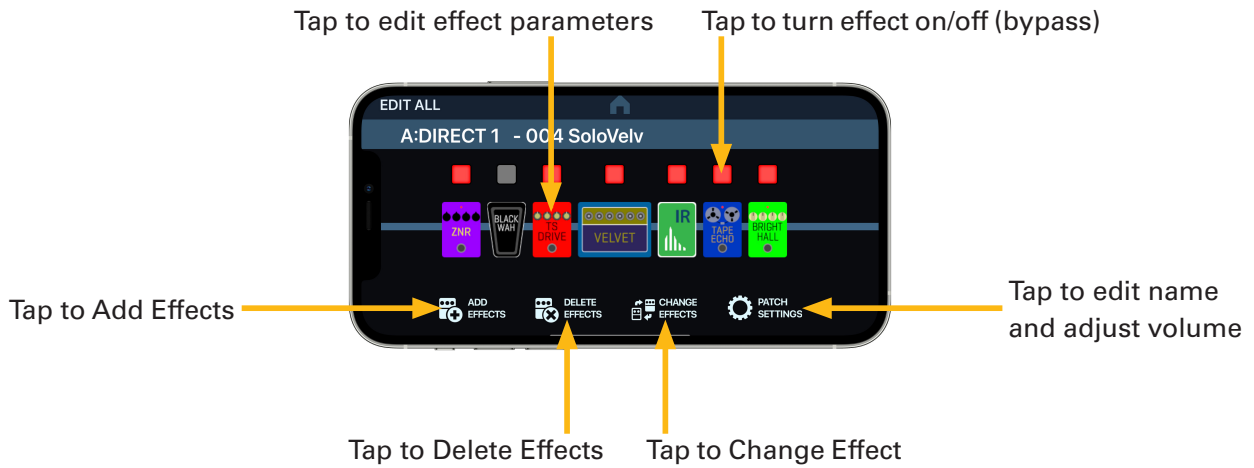 Tap to edit effect parameters
Tap to turn effect on/off (bypass)
EDIT ALL
A:DIRECT 1 - 004 SoloVelv
ZNR
BLACK
WAH
TS
DRIVE
VELVET
IR
TAPE
ECHO
BRIGHT
HALL
Tap to Add Effects
ADD
EFFECTS
DELETE
EFFECTS
CHANGE
EFFECTS
PATCH
SETTINGS
Tap to edit name
and adjust volume
Tap to Delete Effects
Tap to Change Effect